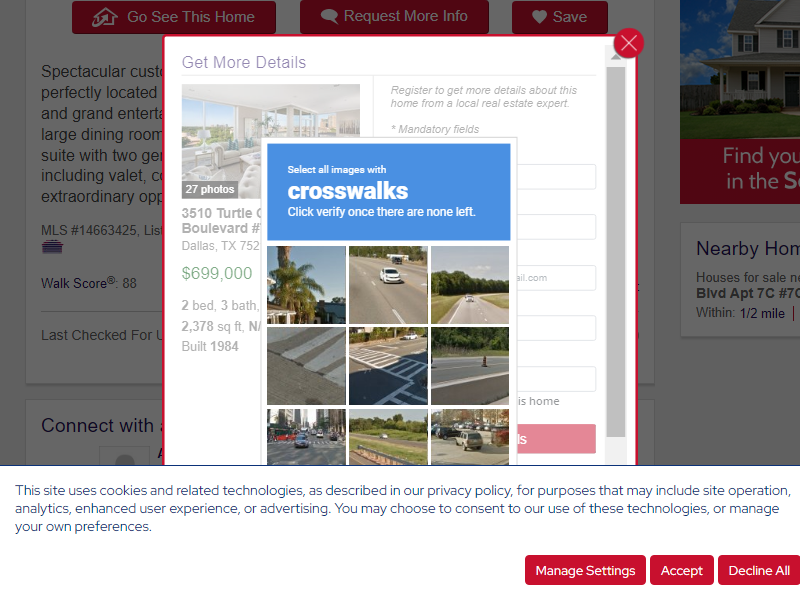 Go See This Home
Request More Info
Save
Get More Details
Spectacular custo
perfectly located
and grand enterta
large dining room
suite with two ger
including valet, co
extraordinary opp
MLS #14663425, List
Walk Score®: 88
Last Checked For U
Connect with a
27 photos
3510 Turtle C
Boulevard #
Dallas, TX 752
$699,000
2 bed, 3 bath,
2,378 sq ft, N/
Built 1984
Register to get more details about this
home from a local real estate expert.
* Mandatory fields
ail.com
is home
ls
Select all images with
crosswalks
Click verify once there are none left.
Find you
in the So
Nearby Hom
Houses for sale ne
Blvd Apt 7C #7C
Within: 1/2 mile |
This site uses cookies and related technologies, as described in our privacy policy, for purposes that may include site operation,
analytics, enhanced user experience, or advertising. You may choose to consent to our use of these technologies, or manage
your own preferences.
Manage Settings
Accept
Decline All